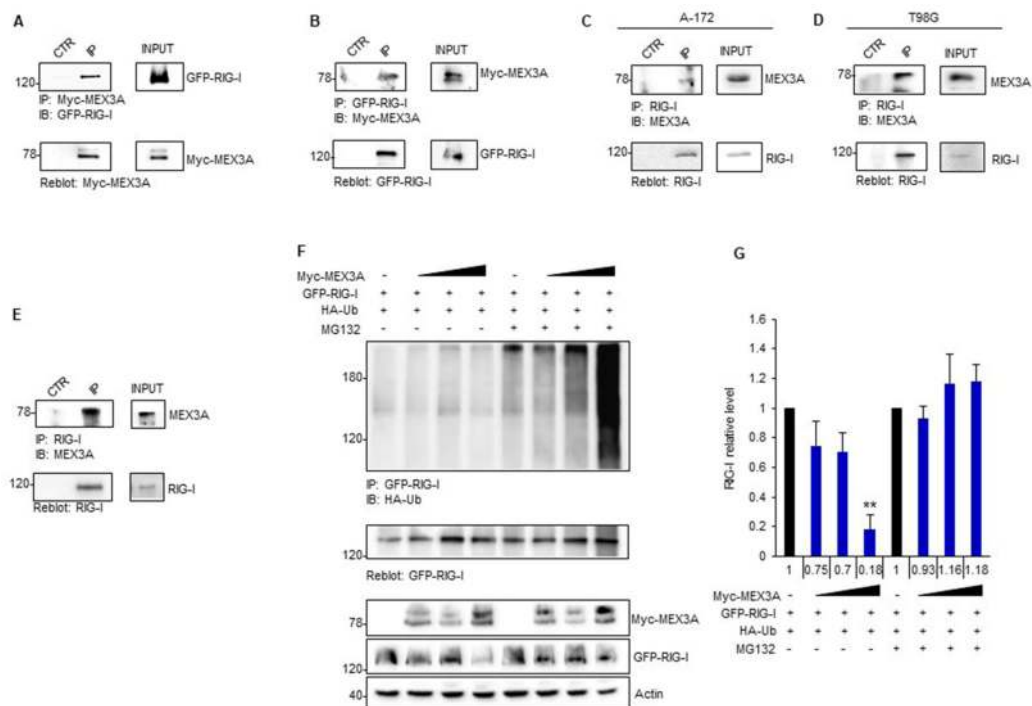 A
CTR IP INPUT
120 GFP-RIG-I
IP: Myc-MEX3A
IB: GFP-RIG-I
78 Myc-MEX3A
Reblot: Myc-MEX3A
B
CTR IP INPUT
78 Myc-MEX3A
IP: GFP-RIG-I
IB: Myc-MEX3A
120 GFP-RIG-I
Reblot: GFP-RIG-I
C A-172
CTR IP INPUT
78 MEX3A
IP: RIG-I
IB: MEX3A
120 RIG-I
Reblot: RIG-I
D T98G
CTR IP INPUT
78 MEX3A
IP: RIG-I
IB: MEX3A
120 RIG-I
Reblot: RIG-I
E
CTR IP INPUT
78 MEX3A
IP: RIG-I
IB: MEX3A
120 RIG-I
Reblot: RIG-I
F
Myc-MEX3A - -
GFP-RIG-I + + + + + + + +
HA-Ub + + + + + + + +
MG132 - - - - + + + +
180
120
IP: GFP-RIG-I
IB: HA-Ub
120
Reblot: GFP-RIG-I
78 Myc-MEX3A
120 GFP-RIG-I
40 Actin
G
RIG-I relative level
1.6
1.4
1.2
1
0.8
0.6
0.4
0.2
0
**
1 0.75 0.7 0.18 1 0.93 1.16 1.18
Myc-MEX3A - -
GFP-RIG-I + + + + + + + +
HA-Ub + + + + + + + +
MG132 - - - - + + + +